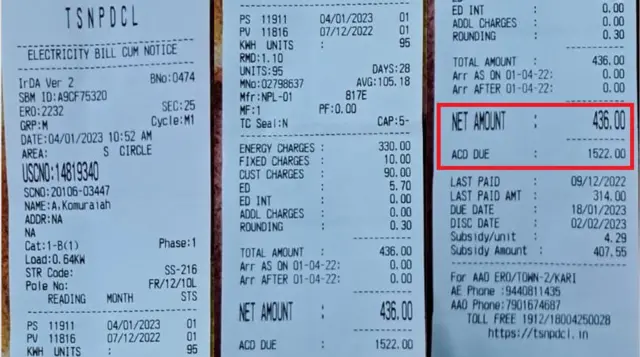 TSNPDCL
ELECTRICITY BILL CUM NOTICE
IrDA Ver 2 BNo:0474
SBM ID:A9CF75320
ERO:2232 SEC:25
GRP:M Cycle:M1
DATE:04/01/2023 10:52 AM
AREA: S CIRCLE
USCNO:14819340
SCNO:20106-03447
NAME:A.Komuraiah
ADDR:NA
NA
Cat:1-B(1) Phase:1
Load:0.64KW
STR Code: SS-216
Pole No: FR/12/10L
READING MONTH STS
PS 11911 04/01/2023 01
PV 11816 07/12/2022 01
KWH UNITS : 95
PS 11911 04/01/2023 01
PV 11816 07/12/2022 01
KWH UNITS : 95
RMD:1.10
UNITS:95 DAYS:28
MNo:02798637 AVG:105.18
Mfr:NPL-01 817E
MF:1 PF:0.00
TC Seal:N CAP:5-
ENERGY CHARGES : 330.00
FIXED CHARGES : 10.00
CUST CHARGES : 90.00
ED : 5.70
ED INT : 0.00
ADDL CHARGES : 0.00
ROUNDING : 0.30
TOTAL AMOUNT : 436.00
Arr AS ON 01-04-22: 0.00
Arr AFTER 01-04-22: 0.00
NET AMOUNT : 436.00
ACD DUE : 1522.00
ED : 5.70
ED INT : 0.00
ADDL CHARGES : 0.00
ROUNDING : 0.30
TOTAL AMOUNT : 436.00
Arr AS ON 01-04-22: 0.00
Arr AFTER 01-04-22: 0.00
NET AMOUNT : 436.00
ACD DUE : 1522.00
LAST PAID : 09/12/2022
LAST PAID AMT : 314.00
DUE DATE : 18/01/2023
DISC DATE : 02/02/2023
Subsidy/unit : 4.29
Subsidy Amount : 407.55
For AAO ERO/TOWN-2/KARI
AE Phone :9440811435
AAO Phone:7901674687
TOLL FREE 1912/18004250028
https://tsnpdcl.in